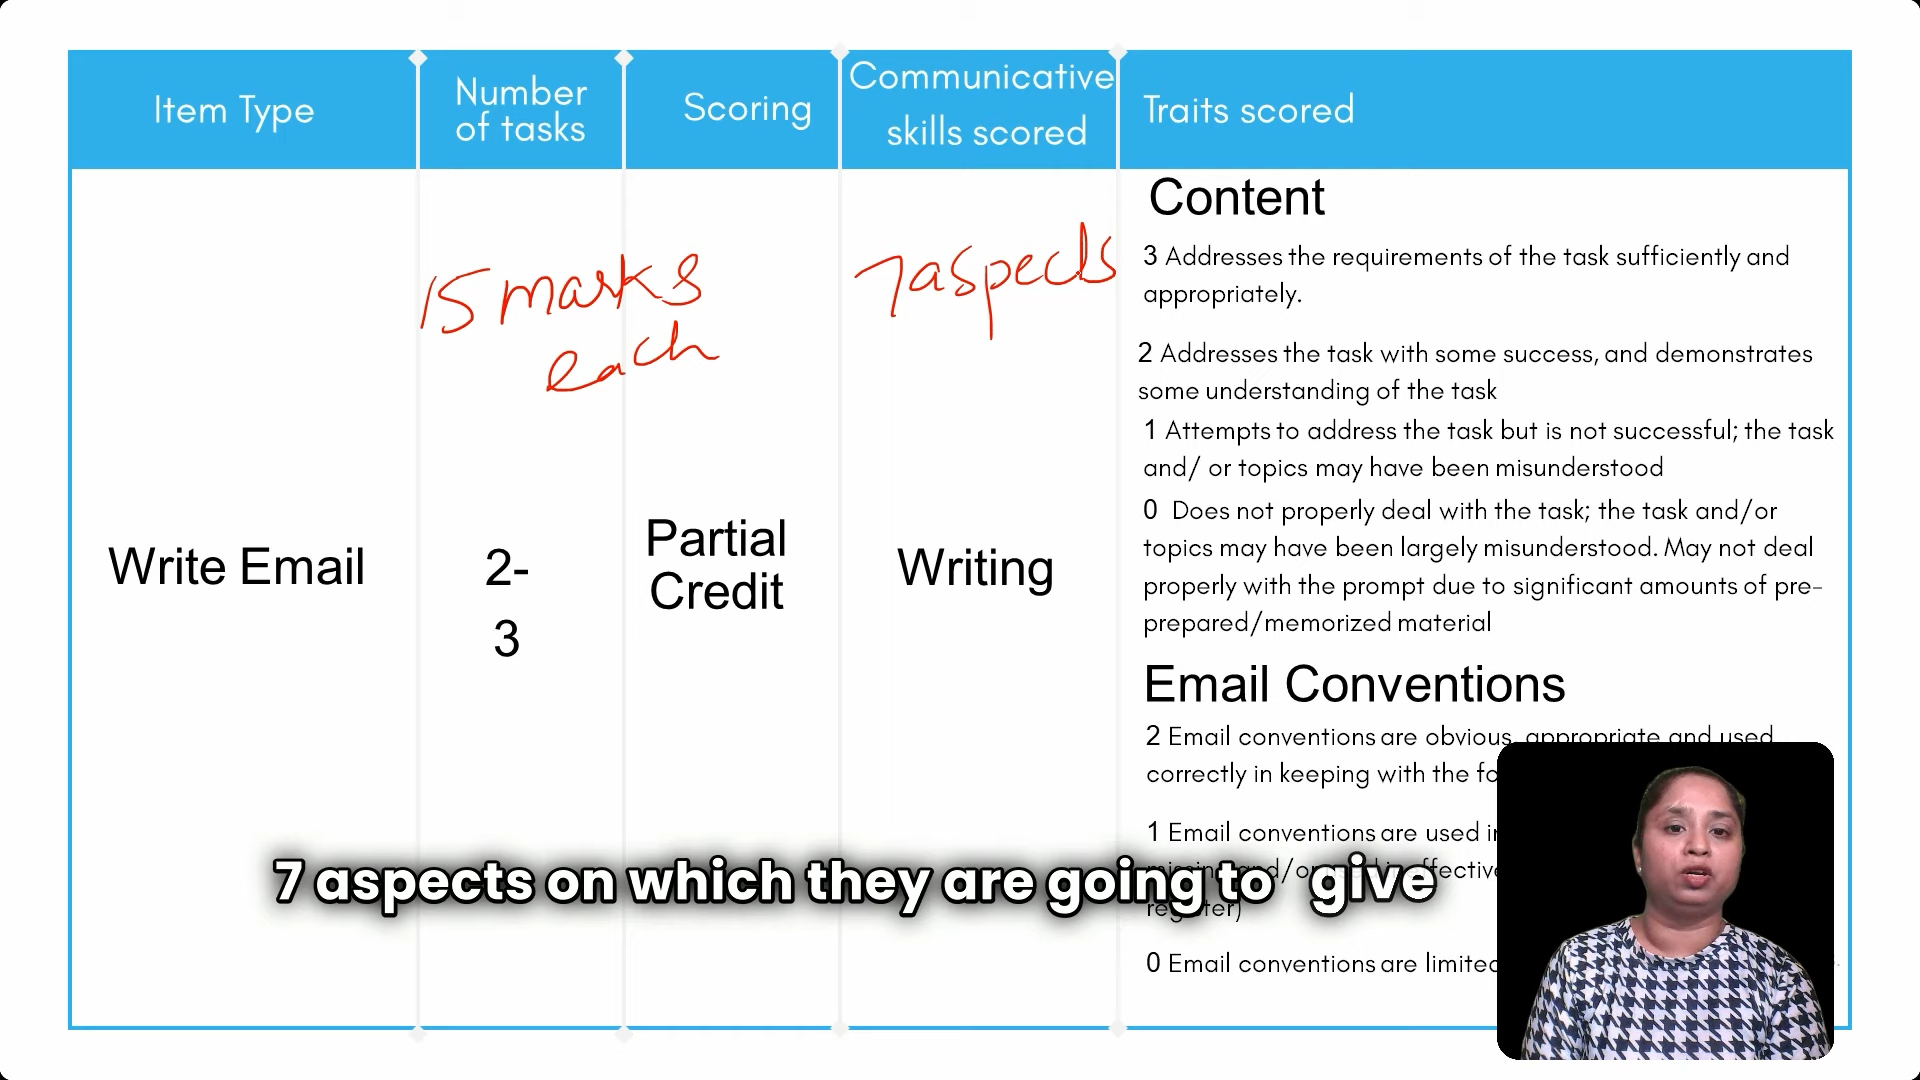 Item Type
Number
of tasks
Scoring
Communicative
skills scored
Traits scored
15 marks
each
7 aspects
Write Email
2-
3
Partial
Credit
Writing
Content
3 Addresses the requirements of the task sufficiently and
appropriately.
2 Addresses the task with some success, and demonstrates
some understanding of the task
1 Attempts to address the task but is not successful; the task
and/ or topics may have been misunderstood
0 Does not properly deal with the task; the task and/or
topics may have been largely misunderstood. May not deal
properly with the prompt due to significant amounts of pre-
prepared/memorized material
Email Conventions
2 Email conventions are obvious, appropriate and used
correctly in keeping with the
1 Email conventions are used
and/or
register)
0 Email conventions are limited
7 aspects on which they are going to give